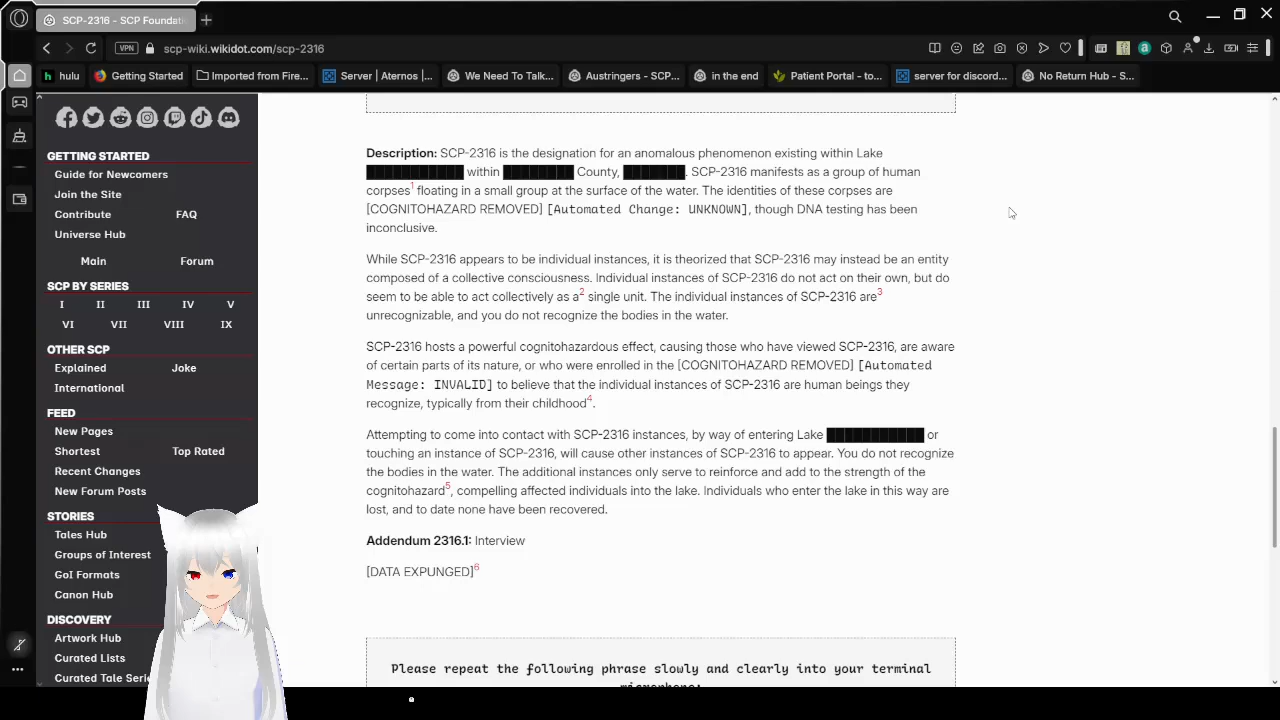 SCP-2316 - SCP Foundati
VPN scp-wiki.wikidot.com/scp-2316
hulu Getting Started Imported from Fire... Server | Aternos |... We Need To Talk... Austringers - SCP... in the end Patient Portal - to... server for discord... No Return Hub - S...
GETTING STARTED
Guide for Newcomers
Join the Site
Contribute FAQ
Universe Hub
Main Forum
SCP BY SERIES
I II III IV V
VI VII VIII IX
OTHER SCP
Explained Joke
International
FEED
New Pages
Shortest Top Rated
Recent Changes
New Forum Posts
STORIES
Tales Hub
Groups of Interest
GoI Formats
Canon Hub
DISCOVERY
Artwork Hub
Curated Lists
Curated Tale Serie
Description: SCP-2316 is the designation for an anomalous phenomenon existing within Lake
███████████ within ████████ County, ███████. SCP-2316 manifests as a group of human
corpses1 floating in a small group at the surface of the water. The identities of these corpses are
[COGNITOHAZARD REMOVED] [Automated Change: UNKNOWN], though DNA testing has been
inconclusive.
While SCP-2316 appears to be individual instances, it is theorized that SCP-2316 may instead be an entity
composed of a collective consciousness. Individual instances of SCP-2316 do not act on their own, but do
seem to be able to act collectively as a2 single unit. The individual instances of SCP-2316 are3
unrecognizable, and you do not recognize the bodies in the water.
SCP-2316 hosts a powerful cognitohazardous effect, causing those who have viewed SCP-2316, are aware
of certain parts of its nature, or who were enrolled in the [COGNITOHAZARD REMOVED] [Automated
Message: INVALID] to believe that the individual instances of SCP-2316 are human beings they
recognize, typically from their childhood4.
Attempting to come into contact with SCP-2316 instances, by way of entering Lake ███████████ or
touching an instance of SCP-2316, will cause other instances of SCP-2316 to appear. You do not recognize
the bodies in the water. The additional instances only serve to reinforce and add to the strength of the
cognitohazard5, compelling affected individuals into the lake. Individuals who enter the lake in this way are
lost, and to date none have been recovered.
Addendum 2316.1: Interview
[DATA EXPUNGED]6
Please repeat the following phrase slowly and clearly into your terminal
microphone: